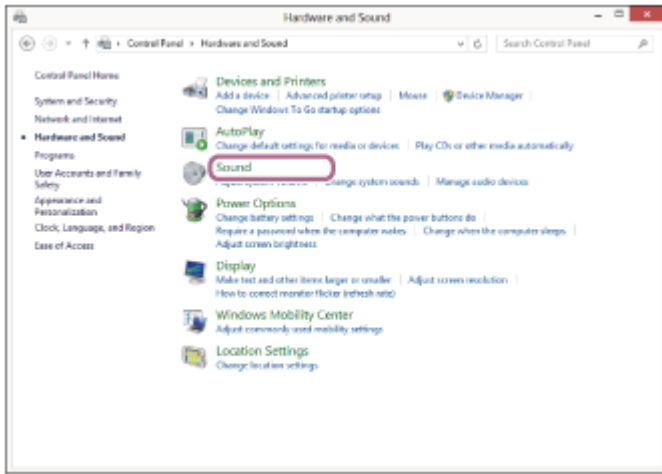 Hardware and Sound
Control Panel › Hardware and Sound
Search Control Panel
Control Panel Home
System and Security
Network and Internet
Hardware and Sound
Programs
User Accounts and Family
Safety
Appearance and
Personalization
Clock, Language, and Region
Ease of Access
Devices and Printers
Add a device | Advanced printer setup | Mouse | Device Manager
Change Windows To Go startup options
AutoPlay
Change default settings for media or devices | Play CDs or other media automatically
Sound
Change system sounds | Manage audio devices
Power Options
Change battery settings | Change what the power buttons do
Require a password when the computer wakes | Change when the computer sleeps
Adjust screen brightness
Display
Make text and other items larger or smaller | Adjust screen resolution
How to correct monitor flicker (refresh rate)
Windows Mobility Center
Adjust commonly used mobility settings
Location Settings
Change location settings